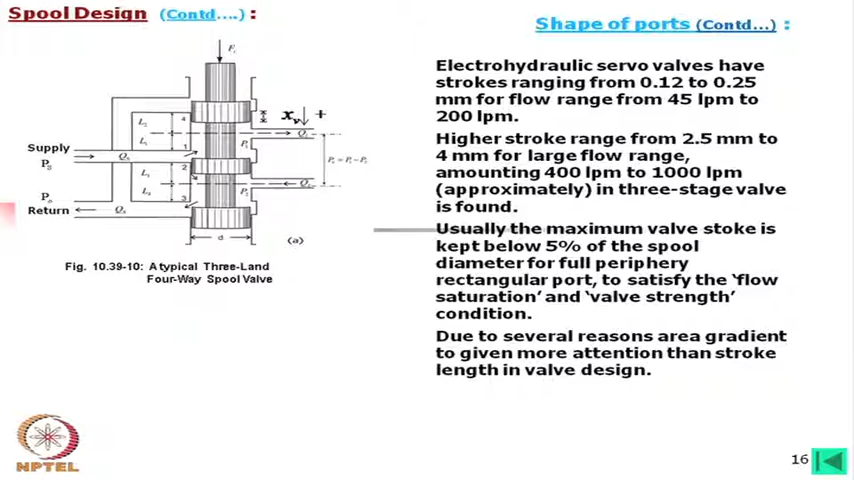 Spool Design (Contd....) :
Shape of ports (Contd...) :
Electrohydraulic servo valves have
strokes ranging from 0.12 to 0.25
mm for flow range from 45 lpm to
200 lpm.
Higher stroke range from 2.5 mm to
4 mm for large flow range,
amounting 400 lpm to 1000 lpm
(approximately) in three-stage valve
is found.
Usually the maximum valve stoke is
kept below 5% of the spool
diameter for full periphery
rectangular port, to satisfy the ‘flow
saturation’ and ‘valve strength’
condition.
Due to several reasons area gradient
to given more attention than stroke
length in valve design.
xv +
4
Supply
Ps
Qs
1
2
3
Return
d
(a)
Fig. 10.39-10: A typical Three-Land
Four-Way Spool Valve
NPTEL
16